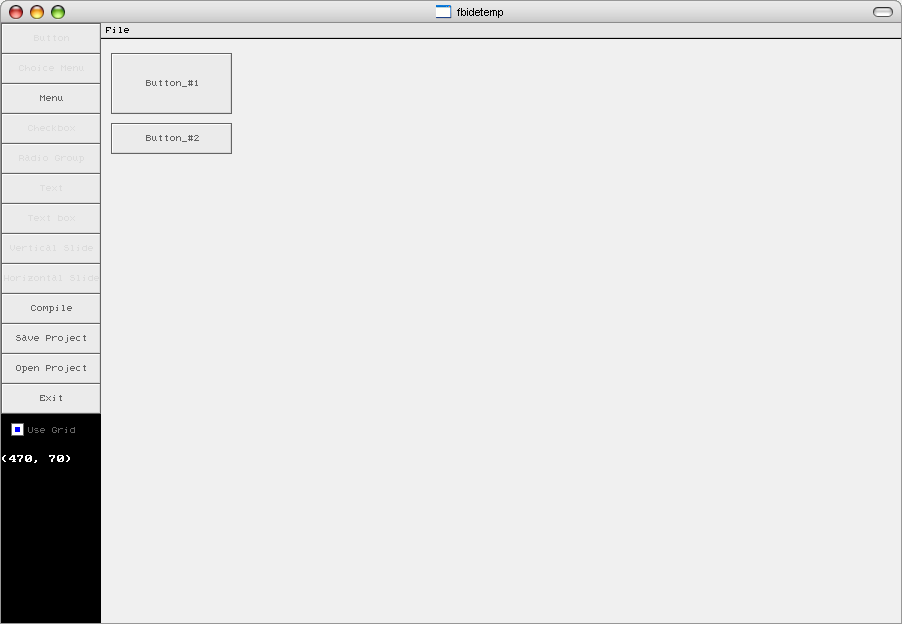 fbidetemp
File
Button
Choice Menu
Menu
Checkbox
Radio Group
Text
Text box
Vertical Slide
Horizonial Slide
Compile
Save Project
Open Project
Exit
Use Grid
(470, 70)
Button_#1
Button_#2